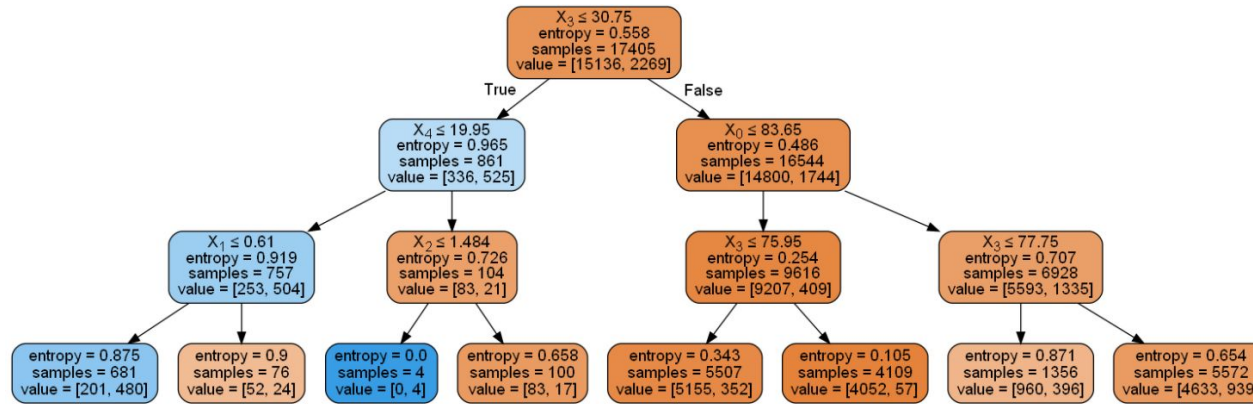 X₃ ≤ 30.75
entropy = 0.558
samples = 17405
value = [15136, 2269]
True
False
X₄ ≤ 19.95
entropy = 0.965
samples = 861
value = [336, 525]
X₀ ≤ 83.65
entropy = 0.486
samples = 16544
value = [14800, 1744]
X₁ ≤ 0.61
entropy = 0.919
samples = 757
value = [253, 504]
X₂ ≤ 1.484
entropy = 0.726
samples = 104
value = [83, 21]
X₃ ≤ 75.95
entropy = 0.254
samples = 9616
value = [9207, 409]
X₃ ≤ 77.75
entropy = 0.707
samples = 6928
value = [5593, 1335]
entropy = 0.875
samples = 681
value = [201, 480]
entropy = 0.9
samples = 76
value = [52, 24]
entropy = 0.0
samples = 4
value = [0, 4]
entropy = 0.658
samples = 100
value = [83, 17]
entropy = 0.343
samples = 5507
value = [5155, 352]
entropy = 0.105
samples = 4109
value = [4052, 57]
entropy = 0.871
samples = 1356
value = [960, 396]
entropy = 0.654
samples = 5572
value = [4633, 939]